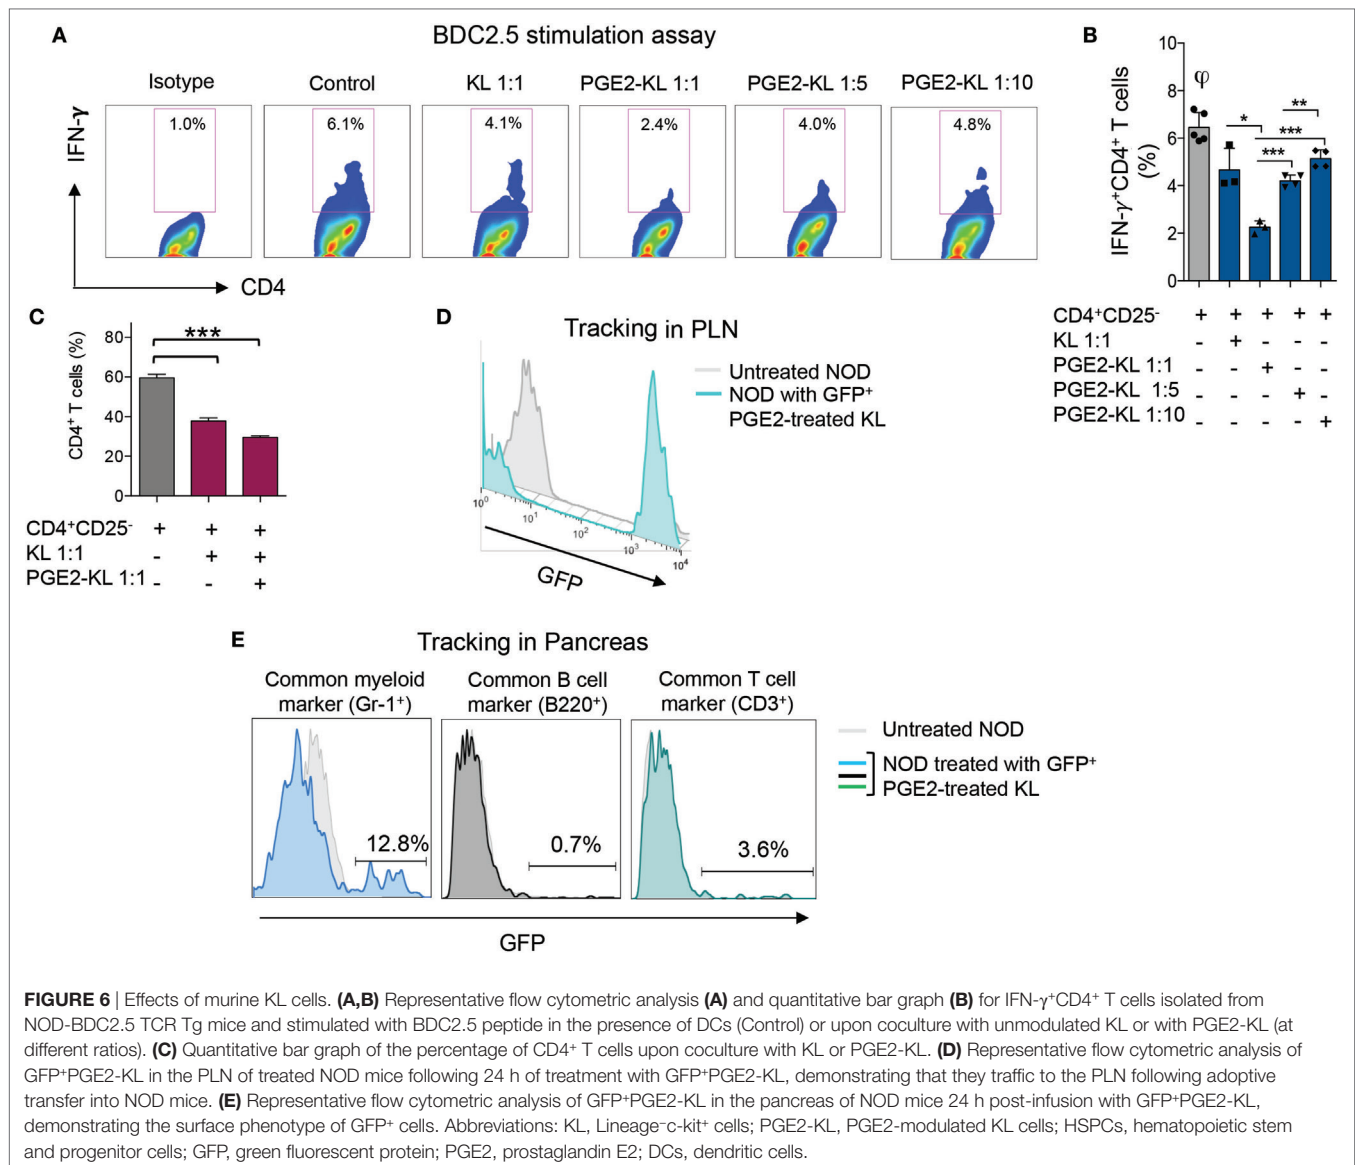 A
BDC2.5 stimulation assay
Isotype
Control
KL 1:1
PGE2-KL 1:1
PGE2-KL 1:5
PGE2-KL 1:10
1.0%
6.1%
4.1%
2.4%
4.0%
4.8%
IFN-γ
CD4
B
IFN-γ⁺CD4⁺ T cells
(%)
10
8
6
4
2
0
φ
*
**
***
***
CD4⁺CD25⁻ + + + + +
KL 1:1 - + - - -
PGE2-KL 1:1 - - + - -
PGE2-KL 1:5 - - - + -
PGE2-KL 1:10 - - - - +
C
CD4⁺ T cells (%)
80
60
40
20
0
***
CD4⁺CD25⁻ + + +
KL 1:1 - + +
PGE2-KL 1:1 - - +
D
Tracking in PLN
Untreated NOD
NOD with GFP⁺
PGE2-treated KL
10⁰
10¹
10²
10³
10⁴
GFP
E
Tracking in Pancreas
Common myeloid
marker (Gr-1⁺)
Common B cell
marker (B220⁺)
Common T cell
marker (CD3⁺)
12.8%
0.7%
3.6%
Untreated NOD
NOD treated with GFP⁺
PGE2-treated KL
GFP
FIGURE 6 | Effects of murine KL cells. (A,B) Representative flow cytometric analysis (A) and quantitative bar graph (B) for IFN-γ⁺CD4⁺ T cells isolated from
NOD-BDC2.5 TCR Tg mice and stimulated with BDC2.5 peptide in the presence of DCs (Control) or upon coculture with unmodulated KL or with PGE2-KL (at
different ratios). (C) Quantitative bar graph of the percentage of CD4⁺ T cells upon coculture with KL or PGE2-KL. (D) Representative flow cytometric analysis of
GFP⁺PGE2-KL in the PLN of treated NOD mice following 24 h of treatment with GFP⁺PGE2-KL, demonstrating that they traffic to the PLN following adoptive
transfer into NOD mice. (E) Representative flow cytometric analysis of GFP⁺PGE2-KL in the pancreas of NOD mice 24 h post-infusion with GFP⁺PGE2-KL,
demonstrating the surface phenotype of GFP⁺ cells. Abbreviations: KL, Lineage⁻c-kit⁺ cells; PGE2-KL, PGE2-modulated KL cells; HSPCs, hematopoietic stem
and progenitor cells; GFP, green fluorescent protein; PGE2, prostaglandin E2; DCs, dendritic cells.